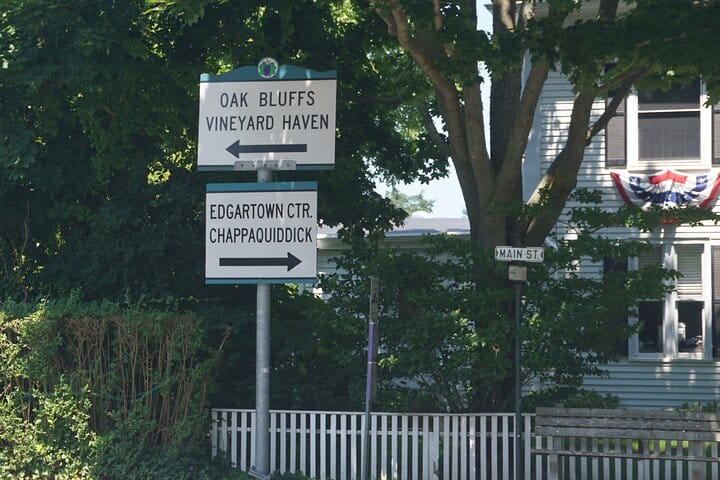 OAK BLUFFS
VINEYARD HAVEN
EDGARTOWN CTR.
CHAPPAQUIDDICK
MAIN ST.